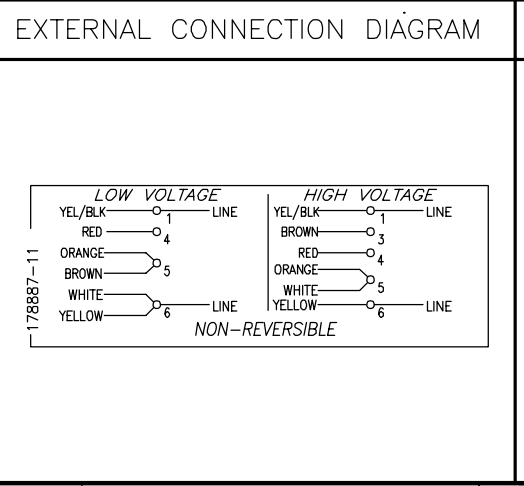 EXTERNAL CONNECTION DIAGRAM
LOW VOLTAGE
YEL/BLK 1 LINE
RED 4
ORANGE
BROWN 5
WHITE
YELLOW 6 LINE
HIGH VOLTAGE
YEL/BLK 1 LINE
BROWN 3
RED 4
ORANGE
WHITE 5
YELLOW 6 LINE
NON-REVERSIBLE
178887-11